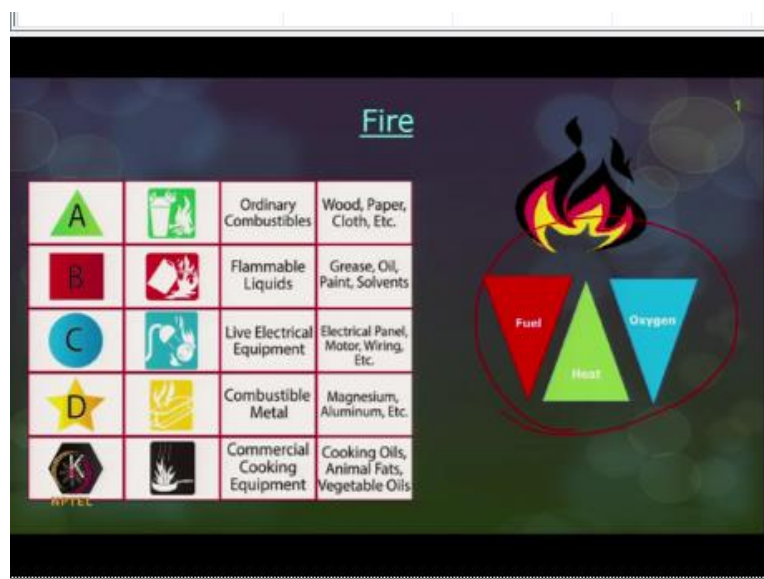 Fire
1
A
Ordinary
Combustibles
Wood, Paper,
Cloth, Etc.
B
Flammable
Liquids
Grease, Oil,
Paint, Solvents
C
Live Electrical
Equipment
Electrical Panel,
Motor, Wiring,
Etc.
D
Combustible
Metal
Magnesium,
Aluminum, Etc.
K
Commercial
Cooking
Equipment
Cooking Oils,
Animal Fats,
Vegetable Oils
NPTEL
Fuel
Heat
Oxygen